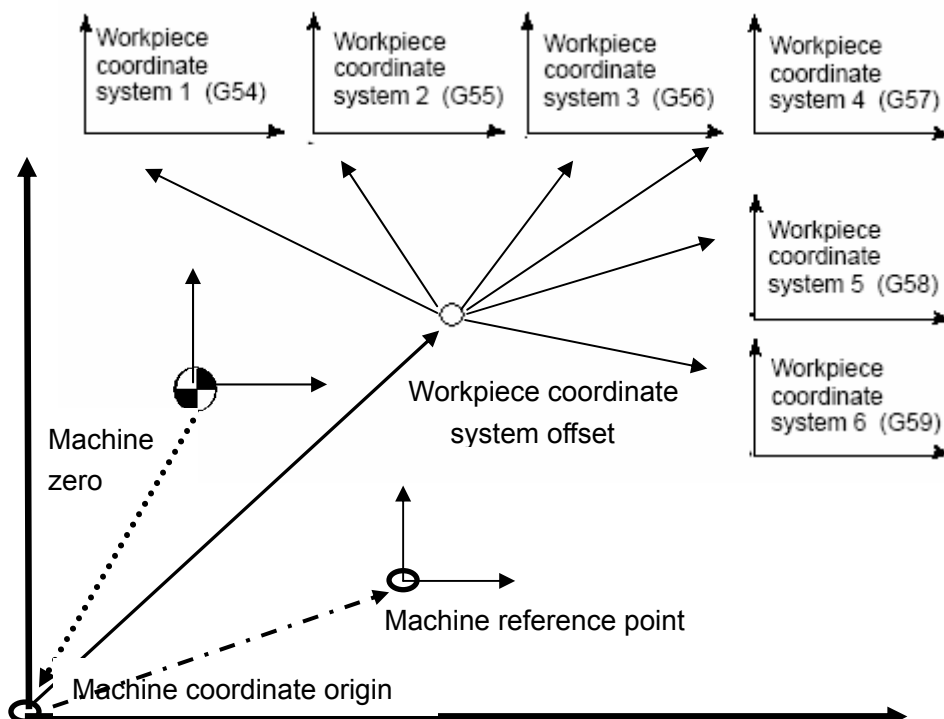 Workpiece
coordinate
system 1 (G54)
Workpiece
coordinate
system 2 (G55)
Workpiece
coordinate
system 3 (G56)
Workpiece
coordinate
system 4 (G57)
Workpiece
coordinate
system 5 (G58)
Workpiece
coordinate
system 6 (G59)
Workpiece coordinate
system offset
Machine
zero
Machine reference point
Machine coordinate origin